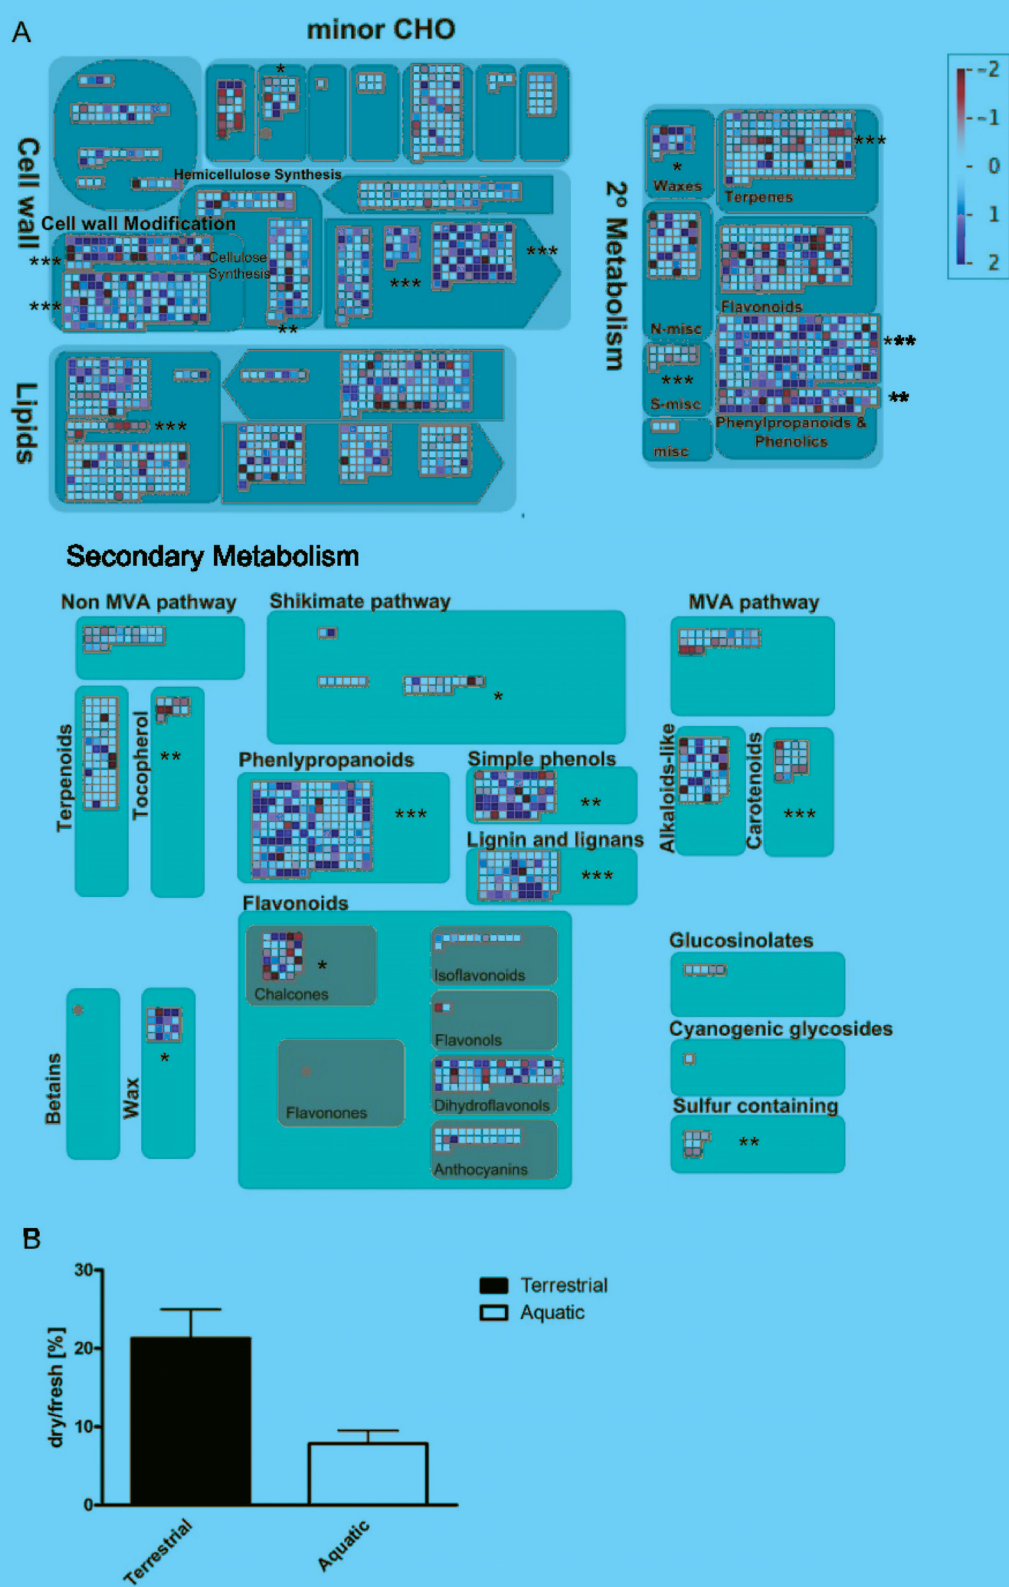 A
minor CHO
Cell wall
*
Hemicellulose Synthesis
Cell wall Modification
***
Cellulose
Synthesis
***
***
***
**
Lipids
***
2º Metabolism
*
Waxes
***
Terpenes
N-misc
Flavonoids
***
S-misc
***
**
misc
Phenylpropanoids &
Phenolics
--2
-1
0
1
2
Secondary Metabolism
Non MVA pathway
Shikimate pathway
MVA pathway
*
Terpenoids
Tocopherol
**
Phenlypropanoids
***
Simple phenols
**
Lignin and lignans
***
Alkaloids-like
Carotenoids
***
Flavonoids
*
Chalcones
Isoflavonoids
Flavonols
Flavonones
Dihydroflavonols
Anthocyanins
Betains
Wax
*
Glucosinolates
Cyanogenic glycosides
Sulfur containing
**
B
30
20
10
0
dry/fresh [%]
Terrestrial
Aquatic
Terrestrial
Aquatic